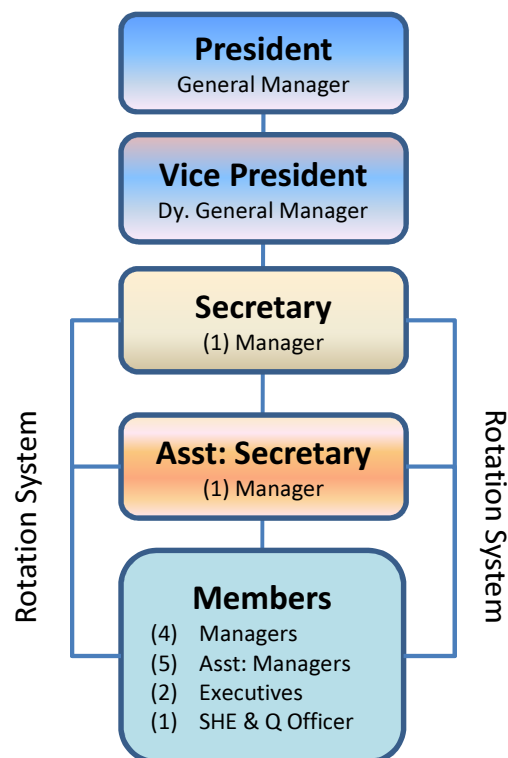 President
General Manager
Vice President
Dy. General Manager
Secretary
(1) Manager
Asst: Secretary
(1) Manager
Members
(4) Managers
(5) Asst: Managers
(2) Executives
(1) SHE & Q Officer
Rotation System
Rotation System